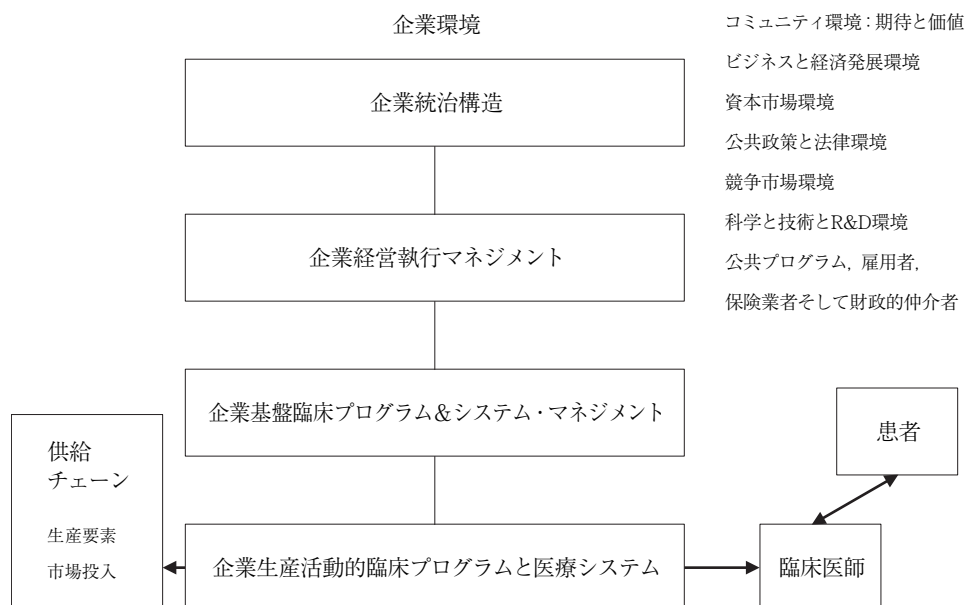 企業環境
企業統治構造
企業経営執行マネジメント
企業基盤臨床プログラム&システム・マネジメント
企業生産活動的臨床プログラムと医療システム
供給
チェーン
生産要素
市場投入
コミュニティ環境:期待と価値
ビジネスと経済発展環境
資本市場環境
公共政策と法律環境
競争市場環境
科学と技術とR&D環境
公共プログラム, 雇用者,
保険業者そして財政的仲介者
患者
臨床医師